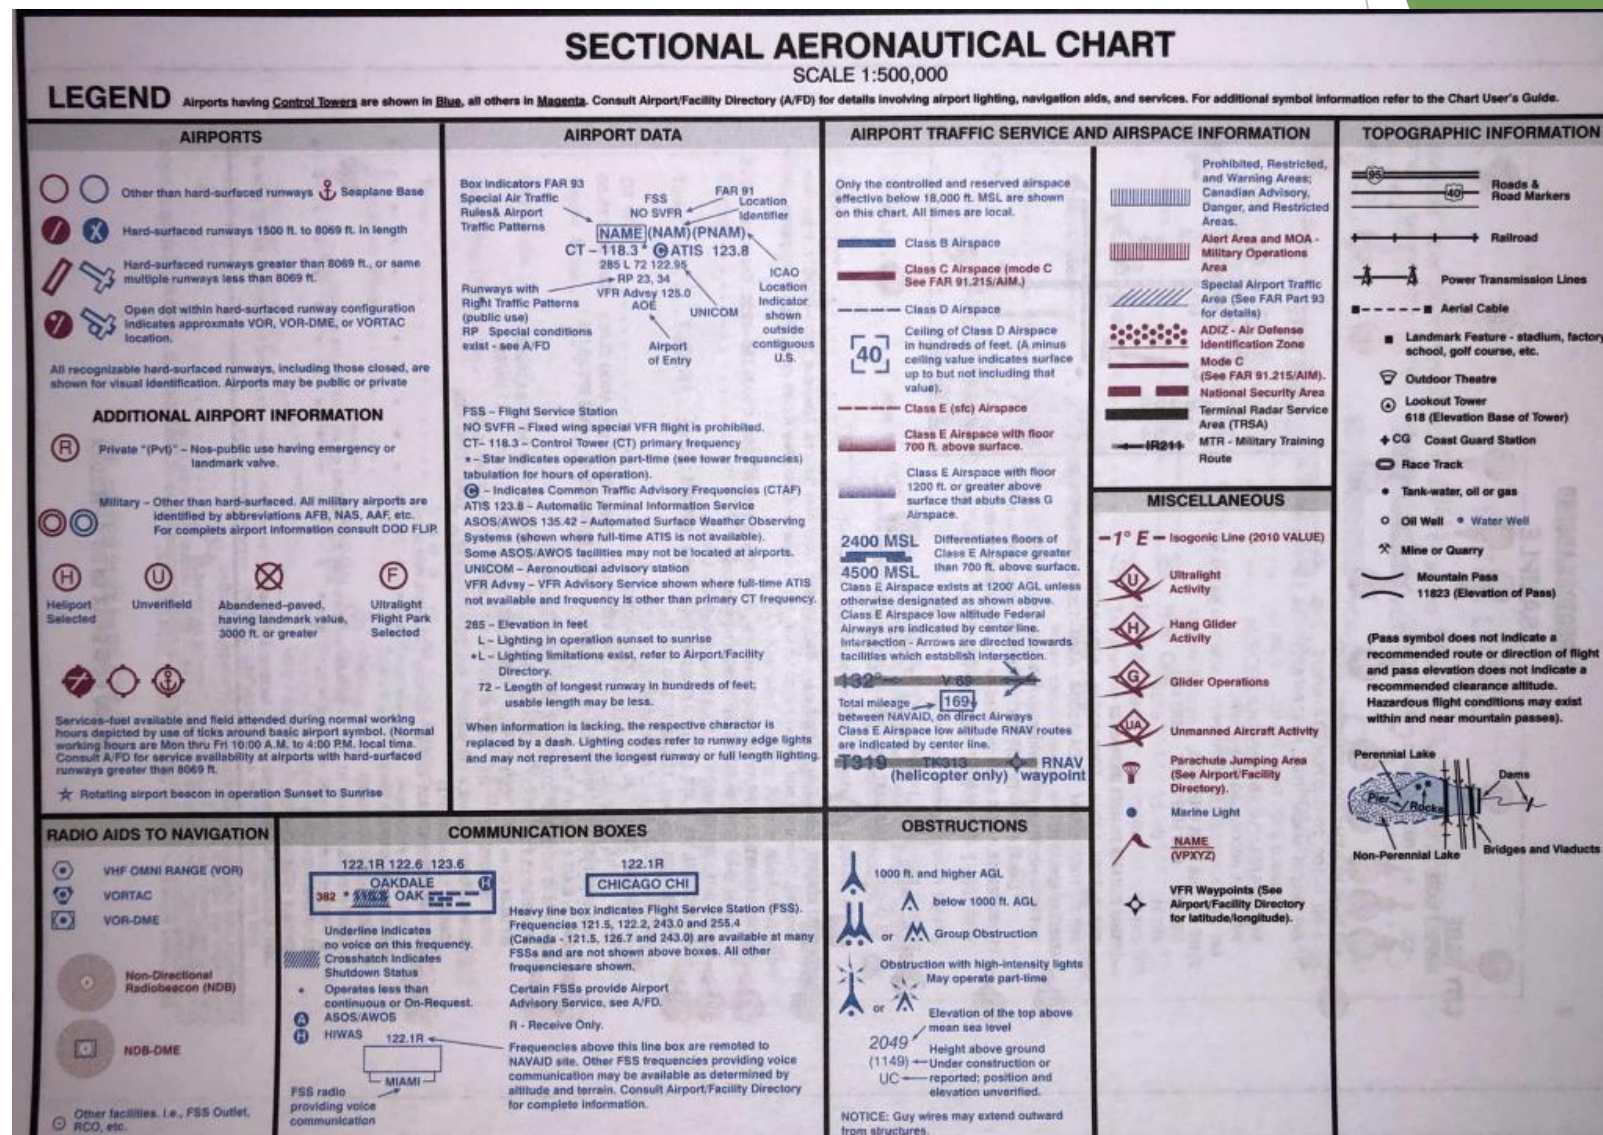 SECTIONAL AERONAUTICAL CHART
SCALE 1:500,000
LEGEND Airports having Control Towers are shown in Blue, all others in Magenta. Consult Airport/Facility Directory (A/FD) for details involving airport lighting, navigation aids, and services. For additional symbol information refer to the Chart User's Guide.
AIRPORTS
Other than hard-surfaced runways
Seaplane Base
Hard-surfaced runways 1500 ft. to 8069 ft. in length
Hard-surfaced runways greater than 8069 ft., or same
multiple runways less than 8069 ft.
Open dot within hard-surfaced runway configuration
indicates approxmate VOR, VOR-DME, or VORTAC
location.
All recognizable hard-surfaced runways, including those closed, are
shown for visual identification. Airports may be public or private
ADDITIONAL AIRPORT INFORMATION
R
Private "(Pvt)" – Nos-public use having emergency or
landmark valve.
Military – Other than hard-surfaced. All military airports are
identified by abbreviations AFB, NAS, AAF, etc.
For complets airport information consult DOD FLIP.
H
U
F
Heliport
Selected
Unverifield
Abandened–paved,
having landmark value,
3000 ft. or greater
Ultralight
Flight Park
Selected
Services–fuel available and field attended during normal working
hours depicted by use of ticks around basic airport symbol. (Normal
working hours are Mon thru Fri 10:00 A.M. to 4:00 P.M. local tima.
Consult A/FD for service availability at airports with hard-surfaced
runways greater than 8069 ft.
Rotating airport beacon in operation Sunset to Sunrise
AIRPORT DATA
Box Indicators FAR 93
Special Air Traffic
Rules& Airport
Traffic Patterns
FSS
NO SVFR
FAR 91
Location
Identifier
NAME (NAM)(PNAM)
CT – 118.3 * C ATIS 123.8
285 L 72 122.95
RP 23, 34
VFR Advsy 125.0
AOE
Runways with
Right Traffic Patterns
(public use)
RP Special conditions
exist - see A/FD
Airport
of Entry
UNICOM
ICAO
Location
Indicator
shown
outside
contiguous
U.S.
FSS – Flight Service Station
NO SVFR – Fixed wing special VFR flight is prohibited.
CT– 118.3 – Control Tower (CT) primary frequency
* – Star indicates operation part-time (see tower frequencies)
tabulation for hours of operation).
C – Indicates Common Traffic Advisory Frequencies (CTAF)
ATIS 123.8 – Automatic Terminal Information Service
ASOS/AWOS 135.42 – Automated Surface Weather Observing
Systems (shown where full-time ATIS is not available).
Some ASOS/AWOS facilities may not be located at airports.
UNICOM – Aeronoutical advisory station
VFR Advsy – VFR Advisory Service shown where full-time ATIS
not available and frequency is other than primary CT frequency.
285 – Elevation in feet
L – Lighting in operation sunset to sunrise
*L – Lighting limitations exist, refer to Airport/Facility
Directory.
72 – Length of longest runway in hundreds of feet;
usable length may be less.
When information is lacking, the respective charactor is
replaced by a dash. Lighting codes refer to runway edge lights
and may not represent the longest runway or full length lighting.
AIRPORT TRAFFIC SERVICE AND AIRSPACE INFORMATION
Only the controlled and reserved airspace
effective below 18,000 ft. MSL are shown
on this chart. All times are local.
Class B Airspace
Class C Airspace (mode C
See FAR 91.215/AIM.)
Class D Airspace
40
Ceiling of Class D Airspace
in hundreds of feet. (A minus
ceiling value indicates surface
up to but not including that
value).
Class E (sfc) Airspace
Class E Airspace with floor
700 ft. above surface.
Class E Airspace with floor
1200 ft. or greater above
surface that abuts Class G
Airspace.
2400 MSL
4500 MSL
Differentiates floors of
Class E Airspace greater
than 700 ft. above surface.
Class E Airspace exists at 1200' AGL unless
otherwise designated as shown above.
Class E Airspace low altitude Federal
Airways are indicated by center line.
Intersection - Arrows are directed towards
facilities which establish intersection.
132° V 69
Total mileage 169
between NAVAID, on direct Airways
Class E Airspace low altitude RNAV routes
are indicated by center line.
T319 TK313 RNAV
(helicopter only) waypoint
Prohibited, Restricted,
and Warning Areas;
Canadian Advisory,
Danger, and Restricted
Areas.
Alert Area and MOA -
Military Operations
Area
Special Airport Traffic
Area (See FAR Part 93
for details)
ADIZ - Air Defense
Identification Zone
Mode C
(See FAR 91.215/AIM).
National Security Area
Terminal Radar Service
Area (TRSA)
IR211
MTR - Military Training
Route
MISCELLANEOUS
–1° E – Isogonic Line (2010 VALUE)
U
Ultralight
Activity
H
Hang Glider
Activity
G
Glider Operations
UA
Unmanned Aircraft Activity
Parachute Jumping Area
(See Airport/Facility
Directory).
Marine Light
NAME
(VPXYZ)
VFR Waypoints (See
Airport/Facility Directory
for latitude/longitude).
TOPOGRAPHIC INFORMATION
95
40
Roads &
Road Markers
Railroad
Power Transmission Lines
Aerial Cable
Landmark Feature - stadium, factory
school, golf course, etc.
Outdoor Theatre
Lookout Tower
618 (Elevation Base of Tower)
CG Coast Guard Station
Race Track
Tank-water, oil or gas
Oil Well
Water Well
Mine or Quarry
Mountain Pass
11823 (Elevation of Pass)
(Pass symbol does not indicate a
recommended route or direction of flight
and pass elevation does not indicate a
recommended clearance altitude.
Hazardous flight conditions may exist
within and near mountain passes).
Perennial Lake
Dams
Pier
Rocks
Non-Perennial Lake
Bridges and Viaducts
RADIO AIDS TO NAVIGATION
VHF OMNI RANGE (VOR)
VORTAC
VOR-DME
Non-Directional
Radiobeacon (NDB)
NDB-DME
Other facilities. i.e., FSS Outlet,
RCO, etc.
COMMUNICATION BOXES
122.1R 122.6 123.6
OAKDALE H
382 * OAK
Underline Indicates
no voice on this frequency.
Crosshatch Indicates
Shutdown Status
Operates less than
continuous or On-Request.
A ASOS/AWOS
H HIWAS
122.1R
MIAMI
FSS radio
providing voice
communication
122.1R
CHICAGO CHI
Heavy line box indicates Flight Service Station (FSS).
Frequencies 121.5, 122.2, 243.0 and 255.4
(Canada - 121.5, 126.7 and 243.0) are available at many
FSSs and are not shown above boxes. All other
frequenciesare shown.
Certain FSSs provide Airport
Advisory Service, see A/FD.
R - Receive Only.
Frequencies above this line box are remoted to
NAVAID site. Other FSS frequencies providing voice
communication may be available as determined by
altitude and terrain. Consult Airport/Facility Directory
for complete information.
OBSTRUCTIONS
1000 ft. and higher AGL
below 1000 ft. AGL
or
Group Obstruction
Obstruction with high-intensity lights
May operate part-time
or
Elevation of the top above
mean sea level
2049
(1149)
UC
Height above ground
Under construction or
reported; position and
elevation unverified.
NOTICE: Guy wires may extend outward
from structures.